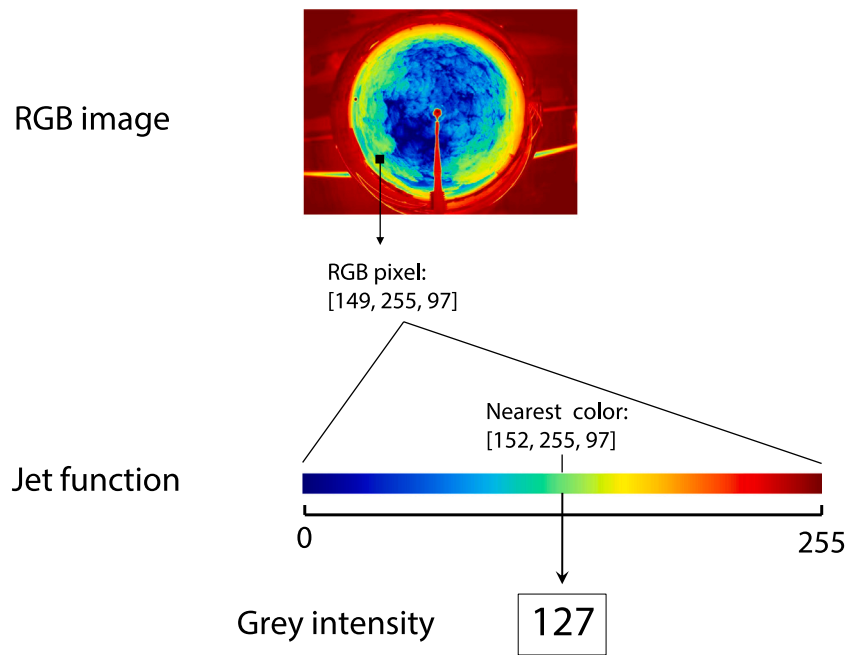 RGB image
RGB pixel:
[149, 255, 97]
Nearest color:
[152, 255, 97]
Jet function
0
255
Grey intensity
127